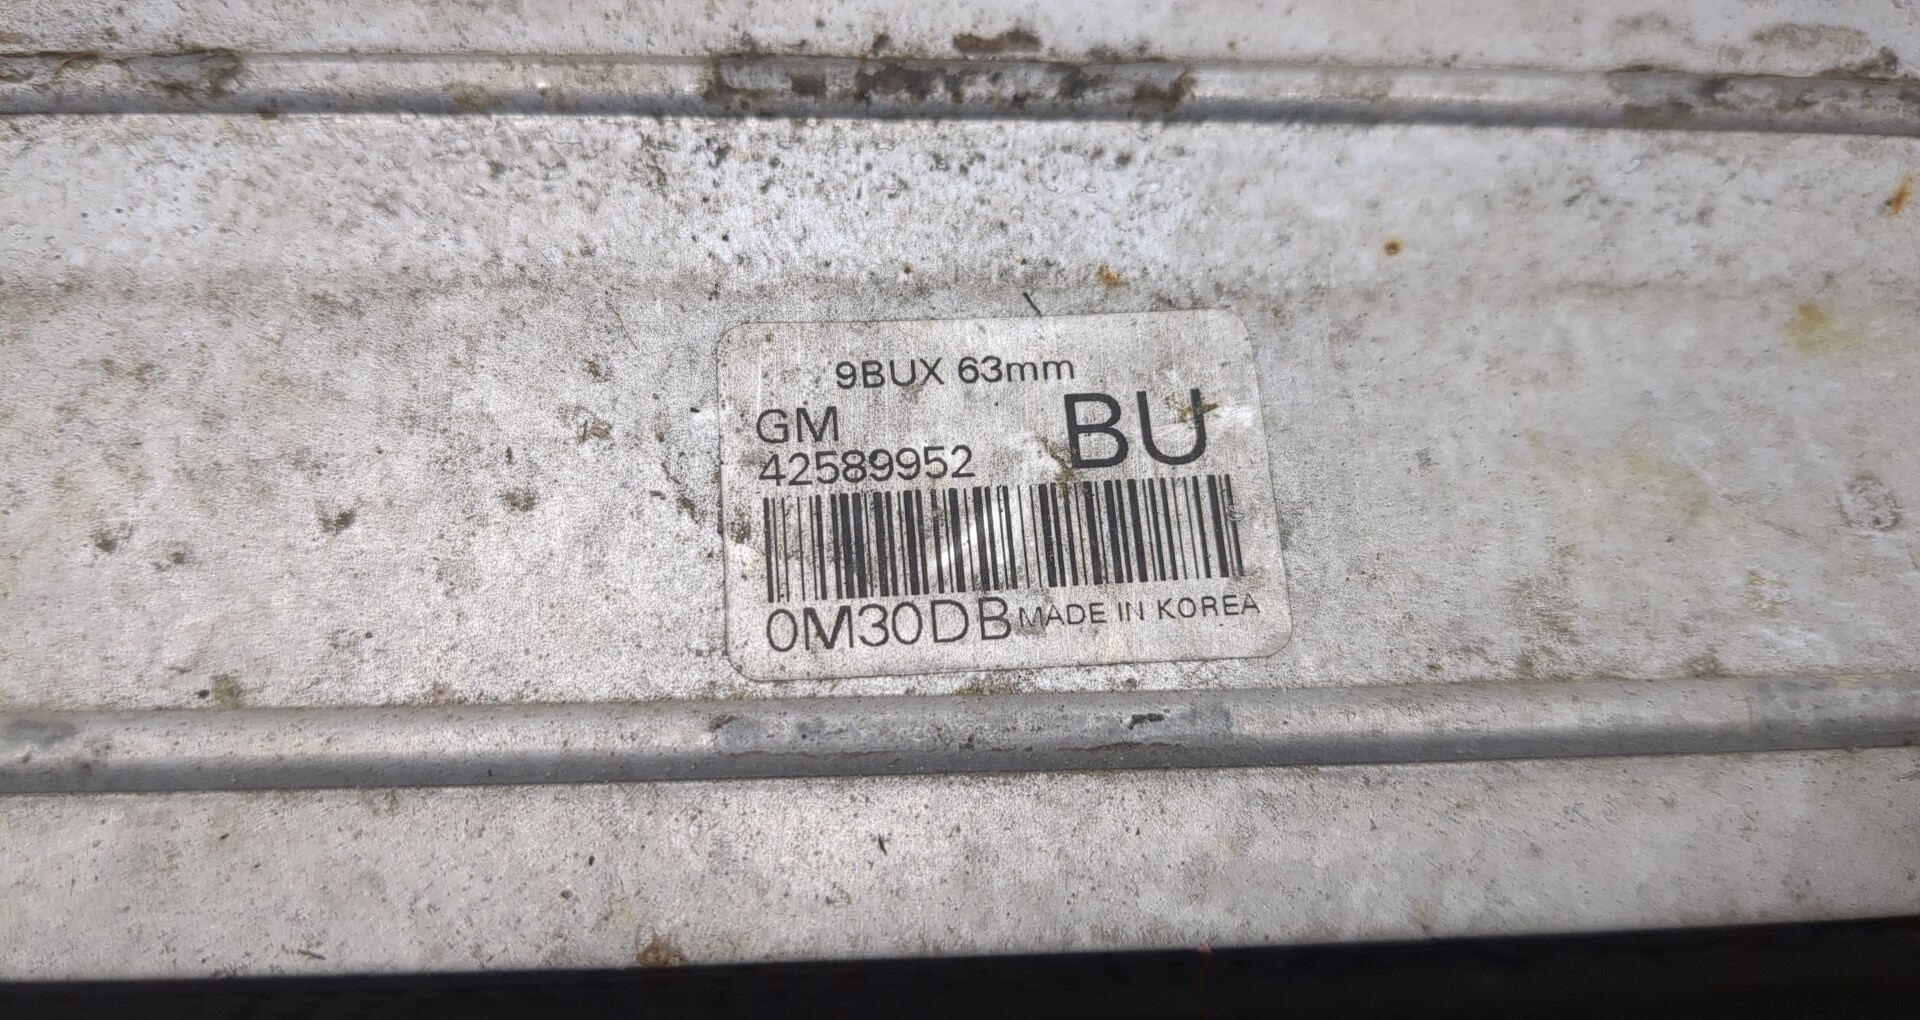 9BUX 63mm
GM
BU
42589952
0M30DB MADE IN KOREA